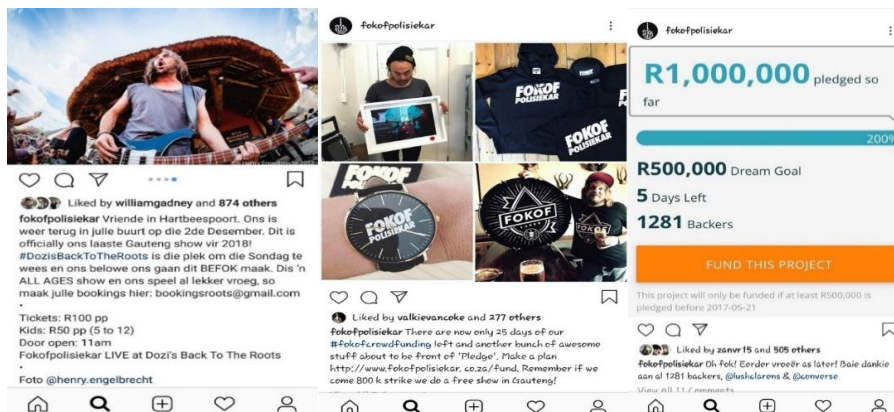 Liked by williamgadney and 874 others
fokofpolisiekar Vriende in Hartbeespoort. Ons is
weer terug in julle buurt op die 2de Desember. Dit is
officially ons laaste Gauteng show vir 2018!
#DozisBackToTheRoots is die plek om die Sondag te
wees en ons belowe ons gaan dit BEFOK maak. Dis 'n
ALL AGES show en ons speel al lekker vroeg, so
maak julle bookings hier: bookingsroots@gmail.com
•
Tickets: R100 pp
Kids: R50 pp (5 to 12)
Door open: 11am
Fokofpolisiekar LIVE at Dozi's Back To The Roots
•
Foto @henry.engelbrecht
fokofpolisiekar
FOKOF
POLISIEKAR
FOKOF
POLISIEKAR
FOKOF
POLISIEKAR
FOKOF
FOKOF
Liked by valkievancoke and 277 others
fokofpolisiekar There are now only 25 days of our
#fokofcrowdfunding left and another bunch of awesome
stuff about to be front of 'Pledge'. Make a plan
http://www.fokofpolisiekar.co.za/fund. Remember if we
come 800 k strike we do a free show in Gauteng!
fokofpolisiekar
R1,000,000 pledged so
far
200%
R500,000 Dream Goal
5 Days Left
1281 Backers
FUND THIS PROJECT
This project will only be funded if at least R500,000 is
pledged before 2017-05-21
Liked by zanvr15 and 505 others
fokofpolisiekar Oh fok! Eerder vroeër as later! Baie dankie
aan al 1281 backers, @lushclarens & @converse